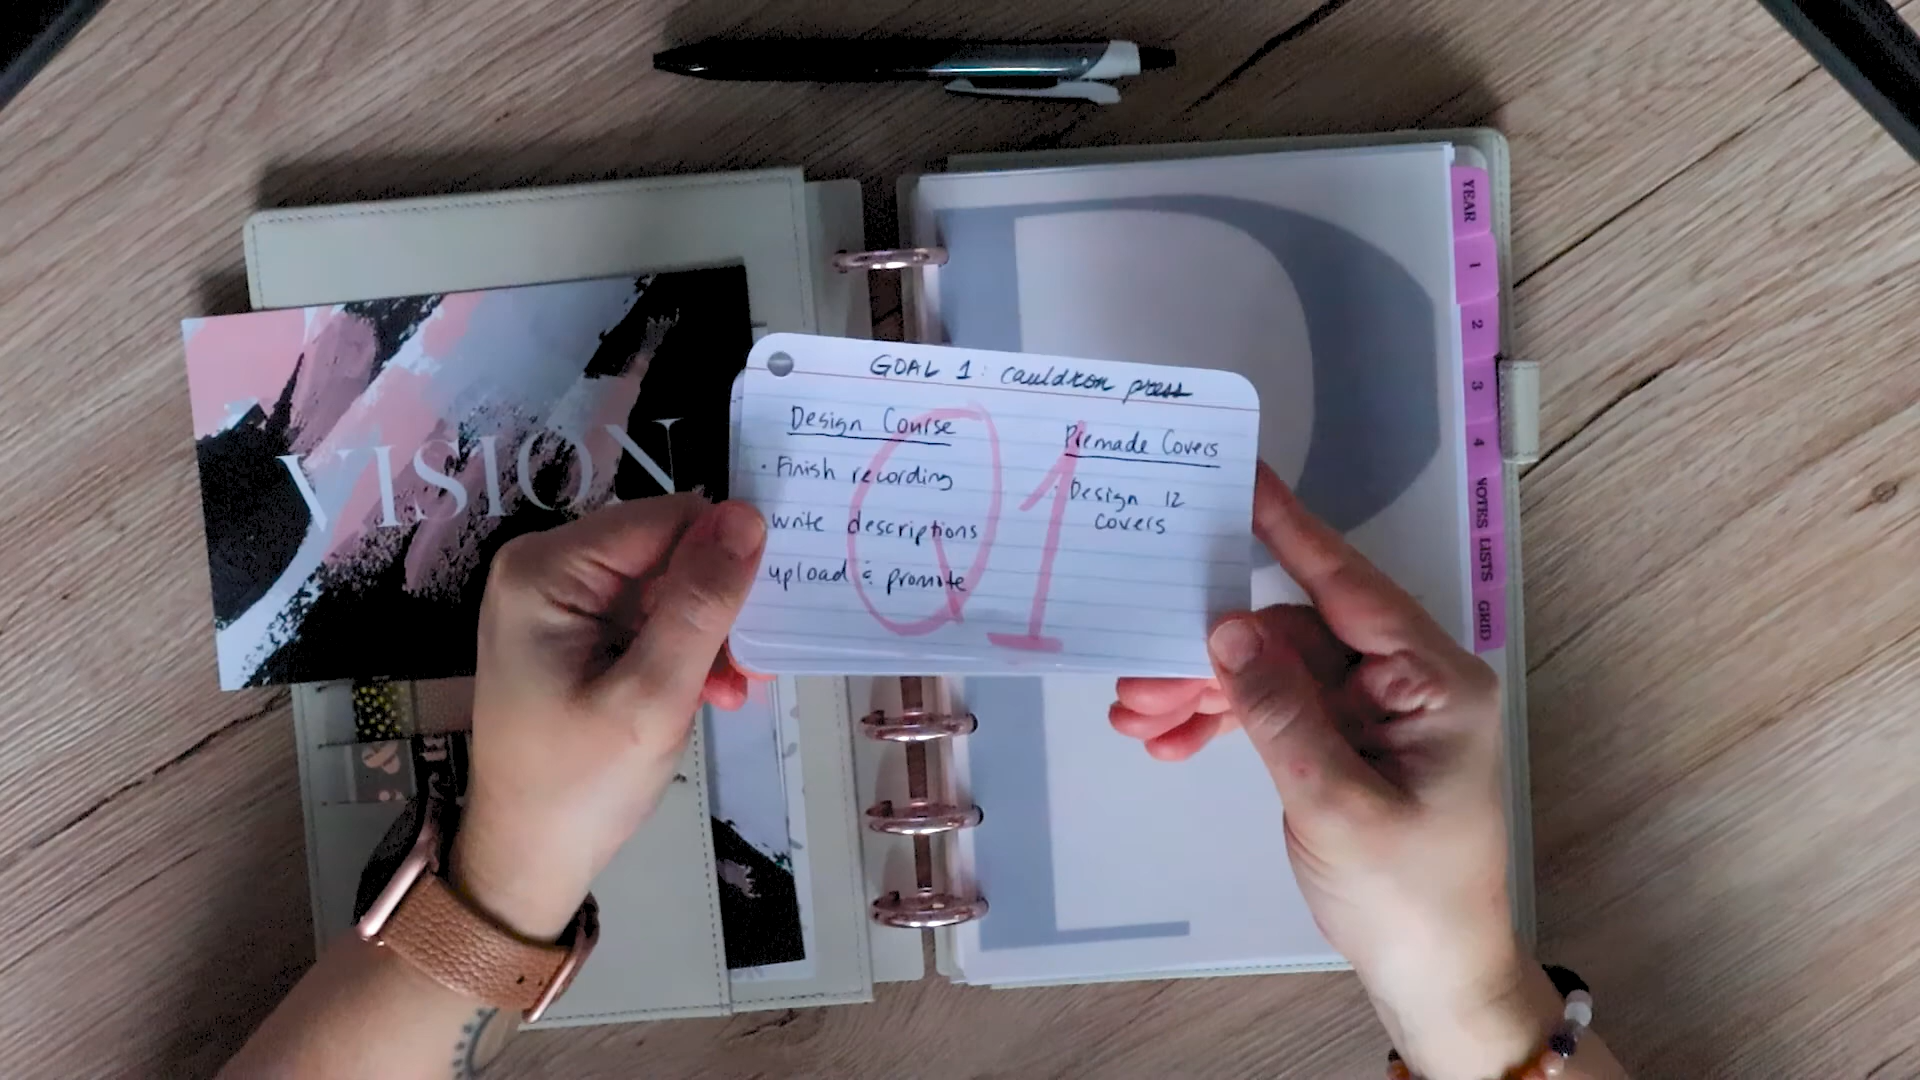 GOAL 1: cauldron press
Design Course
• Finish recording
write descriptions
upload & promote
Premade Covers
• Design 12
covers
Q1
VISION
P
YEAR
1
2
3
4
NOTES
LISTS
GRID